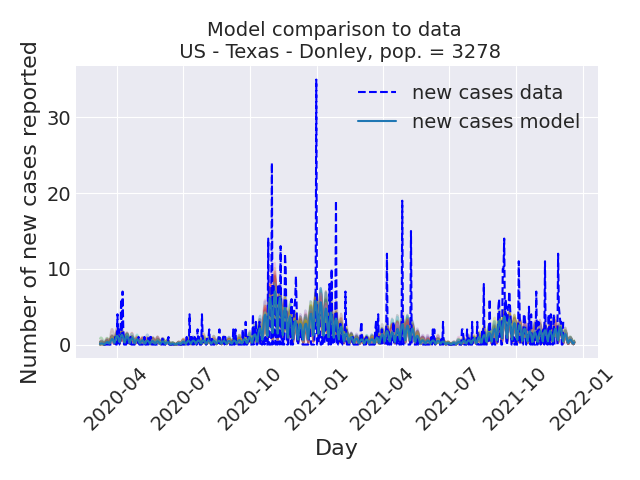 Model comparison to data
US - Texas - Donley, pop. = 3278
Number of new cases reported
30
20
10
0
new cases data
new cases model
2020-04
2020-07
2020-10
2021-01
2021-04
2021-07
2021-10
2022-01
Day